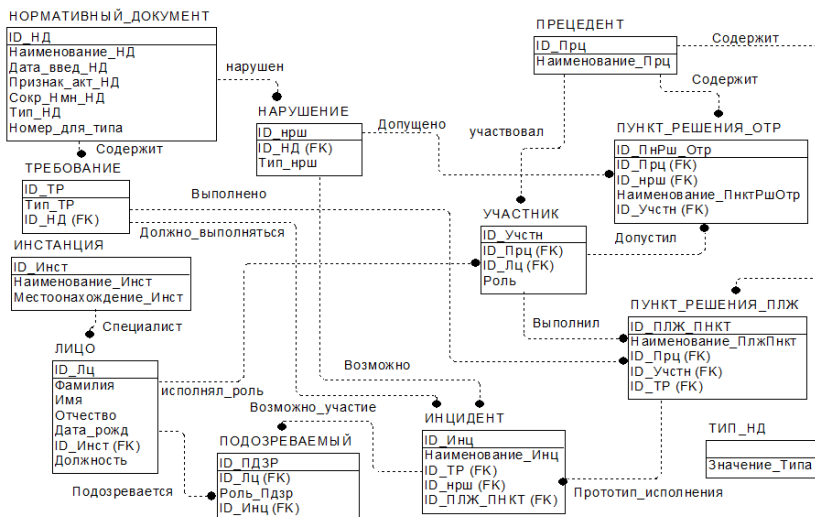 НОРМАТИВНЫЙ_ДОКУМЕНТ
ID_НД
Наименование_НД
Дата_введ_НД
Признак_акт_НД
Сокр_Нмн_НД
Тип_НД
Номер_для_типа
нарушен
Содержит
ПРЕЦЕДЕНТ
ID_Прц
Наименование_Прц
Содержит
Содержит
НАРУШЕНИЕ
ID_нрш
ID_НД (FK)
Тип_нрш
Допущено
участвовал
ПУНКТ_РЕШЕНИЯ_ОТР
ID_ПнРш_Отр
ID_Прц (FK)
ID_нрш (FK)
Наименование_ПнктРшОтр
ID_Учстн (FK)
ТРЕБОВАНИЕ
ID_ТР
Тип_ТР
ID_НД (FK)
Выполнено
Должно_выполняться
УЧАСТНИК
ID_Учстн
ID_Прц (FK)
ID_Лц (FK)
Роль
Допустил
ИНСТАНЦИЯ
ID_Инст
Наименование_Инст
Местоонахождение_Инст
Специалист
Выполнил
ПУНКТ_РЕШЕНИЯ_ПЛЖ
ID_ПЛЖ_ПНКТ
Наименование_ПлжПнкт
ID_Прц (FK)
ID_Учстн (FK)
ID_ТР (FK)
ЛИЦО
ID_Лц
Фамилия
Имя
Отчество
Дата_рожд
ID_Инст (FK)
Должность
исполнял_роль
Возможно
Возможно_участие
Подозревается
ПОДОЗРЕВАЕМЫЙ
ID_ПДЗР
ID_Лц (FK)
Роль_Пдзр
ID_Инц (FK)
ИНЦИДЕНТ
ID_Инц
Наименование_Инц
ID_ТР (FK)
ID_нрш (FK)
ID_ПЛЖ_ПНКТ (FK)
Прототип_исполнения
ТИП_НД
Значение_Типа